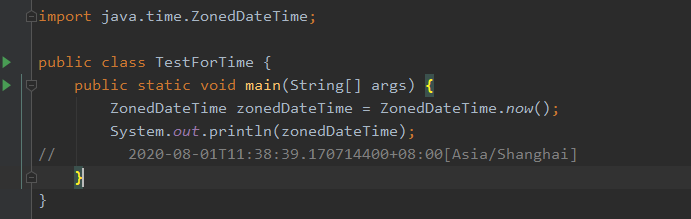 import java.time.ZonedDateTime;
public class TestForTime {
public static void main(String[] args) {
ZonedDateTime zonedDateTime = ZonedDateTime.now();
System.out.println(zonedDateTime);
// 2020-08-01T11:38:39.170714400+08:00[Asia/Shanghai]
}
}